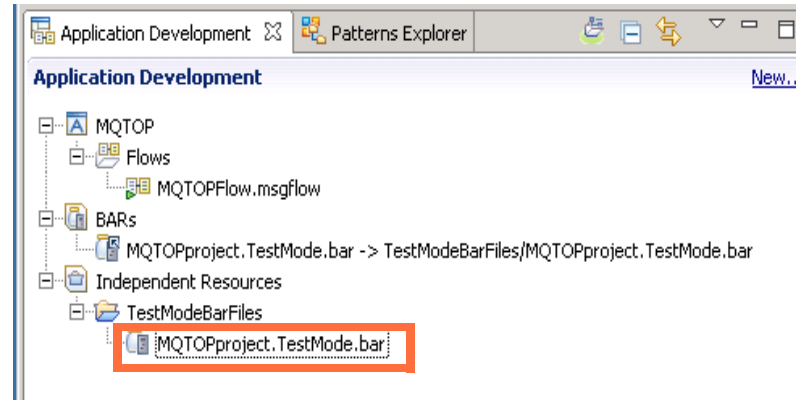 Application Development Patterns Explorer
Application Development New..
MQTOP
Flows
MQTOPFlow.msgflow
BARs
MQTOPproject.TestMode.bar -> TestModeBarFiles/MQTOPproject.TestMode.bar
Independent Resources
TestModeBarFiles
MQTOPproject.TestMode.bar